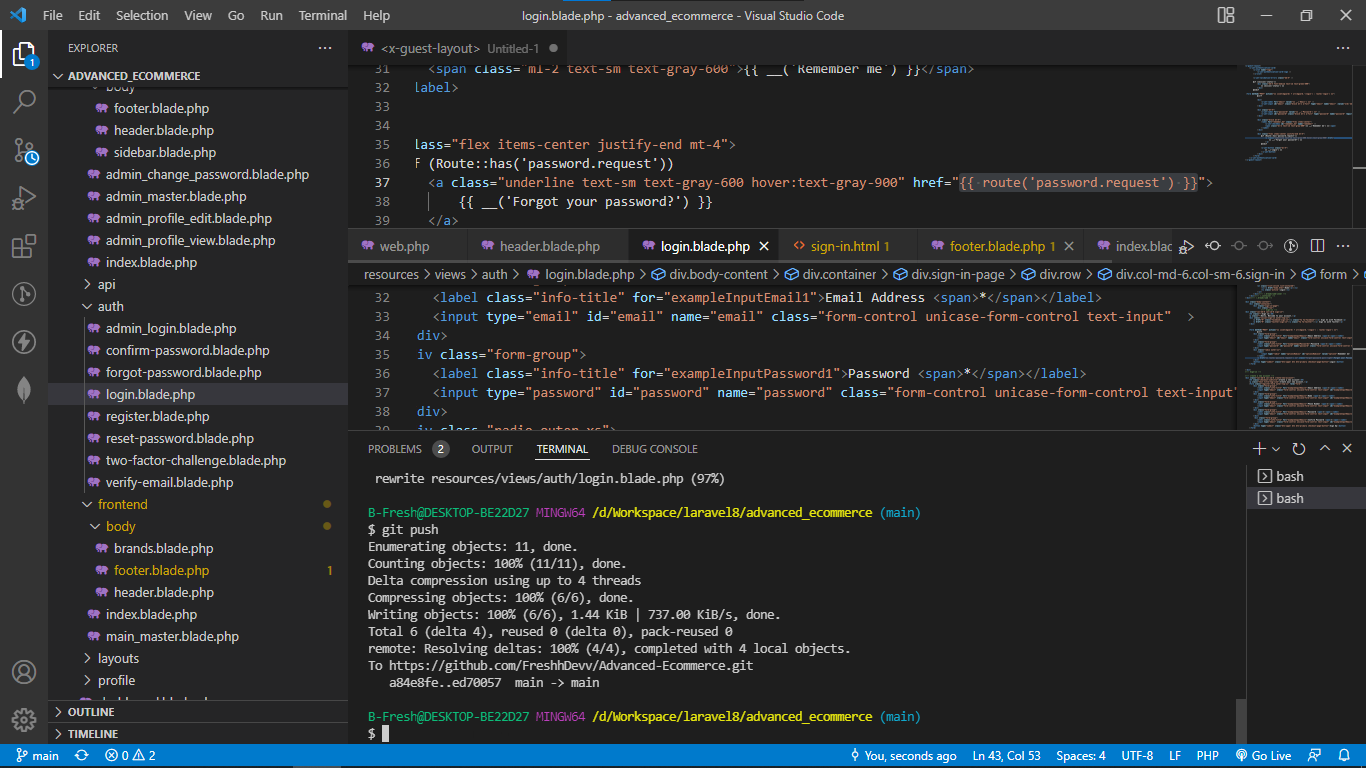 File Edit Selection View Go Run Terminal Help
login.blade.php - advanced_ecommerce - Visual Studio Code
EXPLORER
ADVANCED_ECOMMERCE
body
footer.blade.php
header.blade.php
sidebar.blade.php
admin_change_password.blade.php
admin_master.blade.php
admin_profile_edit.blade.php
admin_profile_view.blade.php
index.blade.php
api
auth
admin_login.blade.php
confirm-password.blade.php
forgot-password.blade.php
login.blade.php
register.blade.php
reset-password.blade.php
two-factor-challenge.blade.php
verify-email.blade.php
frontend
body
brands.blade.php
footer.blade.php 1
header.blade.php
index.blade.php
main_master.blade.php
layouts
profile
OUTLINE
TIMELINE
1
<x-guest-layout> Untitled-1
31 <span class="ml-2 text-sm text-gray-600">{{ __('Remember me') }}</span>
32 label>
33
34
35 lass="flex items-center justify-end mt-4">
36 f (Route::has('password.request'))
37 <a class="underline text-sm text-gray-600 hover:text-gray-900" href="{{ route('password.request') }}">
38 {{ __('Forgot your password?') }}
39 </a>
web.php header.blade.php login.blade.php sign-in.html 1 footer.blade.php 1 index.blac
resources > views > auth > login.blade.php > div.body-content > div.container > div.sign-in-page > div.row > div.col-md-6.col-sm-6.sign-in > form >
32 <label class="info-title" for="exampleInputEmail1">Email Address <span>*</span></label>
33 <input type="email" id="email" name="email" class="form-control unicase-form-control text-input" >
34 div>
35 iv class="form-group">
36 <label class="info-title" for="exampleInputPassword1">Password <span>*</span></label>
37 <input type="password" id="password" name="password" class="form-control unicase-form-control text-input"
38 div>
39 iv class="radio outer-xs">
PROBLEMS 2 OUTPUT TERMINAL DEBUG CONSOLE
rewrite resources/views/auth/login.blade.php (97%)
B-Fresh@DESKTOP-BE22D27 MINGW64 /d/Workspace/laravel8/advanced_ecommerce (main)
$ git push
Enumerating objects: 11, done.
Counting objects: 100% (11/11), done.
Delta compression using up to 4 threads
Compressing objects: 100% (6/6), done.
Writing objects: 100% (6/6), 1.44 KiB | 737.00 KiB/s, done.
Total 6 (delta 4), reused 0 (delta 0), pack-reused 0
remote: Resolving deltas: 100% (4/4), completed with 4 local objects.
To https://github.com/FreshhDevv/Advanced-Ecommerce.git
a84e8fe..ed70057 main -> main
B-Fresh@DESKTOP-BE22D27 MINGW64 /d/Workspace/laravel8/advanced_ecommerce (main)
$
bash
bash
main 0 2 You, seconds ago Ln 43, Col 53 Spaces: 4 UTF-8 LF PHP Go Live